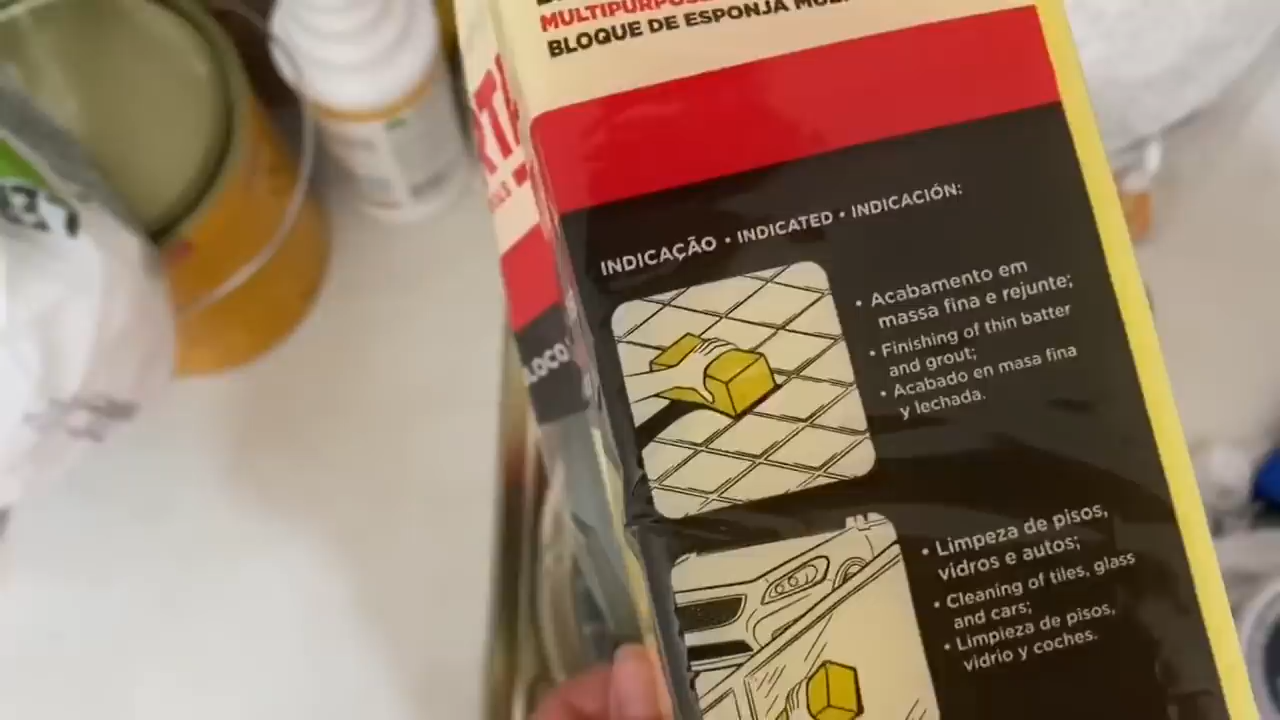 MULTIPURPOSE
BLOQUE DE ESPONJA
INDICAÇÃO • INDICATED • INDICACIÓN:
• Acabamento em
massa fina e rejunte;
• Finishing of thin batter
and grout;
• Acabado en masa fina
y lechada.
• Limpeza de pisos,
vidros e autos;
• Cleaning of tiles, glass
and cars;
• Limpieza de pisos,
vidrio y coches.